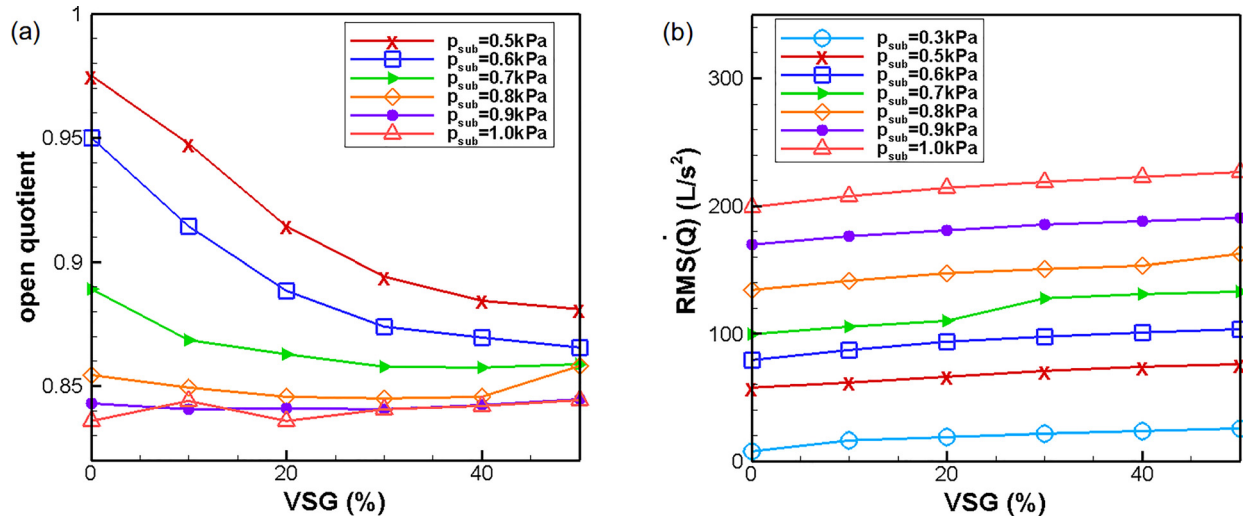 (a)
1
0.95
0.9
0.85
open quotient
0
20
40
VSG (%)
p_sub=0.5kPa
p_sub=0.6kPa
p_sub=0.7kPa
p_sub=0.8kPa
p_sub=0.9kPa
p_sub=1.0kPa
(b)
300
200
100
0
RMS(Q̇) (L/s²)
0
20
40
VSG (%)
p_sub=0.3kPa
p_sub=0.5kPa
p_sub=0.6kPa
p_sub=0.7kPa
p_sub=0.8kPa
p_sub=0.9kPa
p_sub=1.0kPa